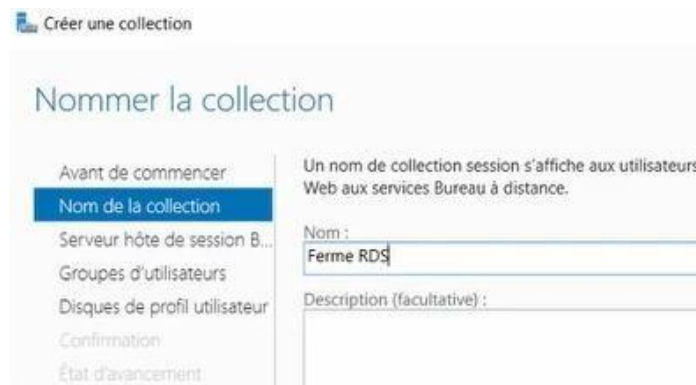 Créer une collection
Nommer la collection
Avant de commencer
Nom de la collection
Serveur hôte de session B...
Groupes d'utilisateurs
Disques de profil utilisateur
Confirmation
État d'avancement
Un nom de collection session s'affiche aux utilisateurs
Web aux services Bureau à distance.
Nom :
Ferme RDS
Description (facultative) :